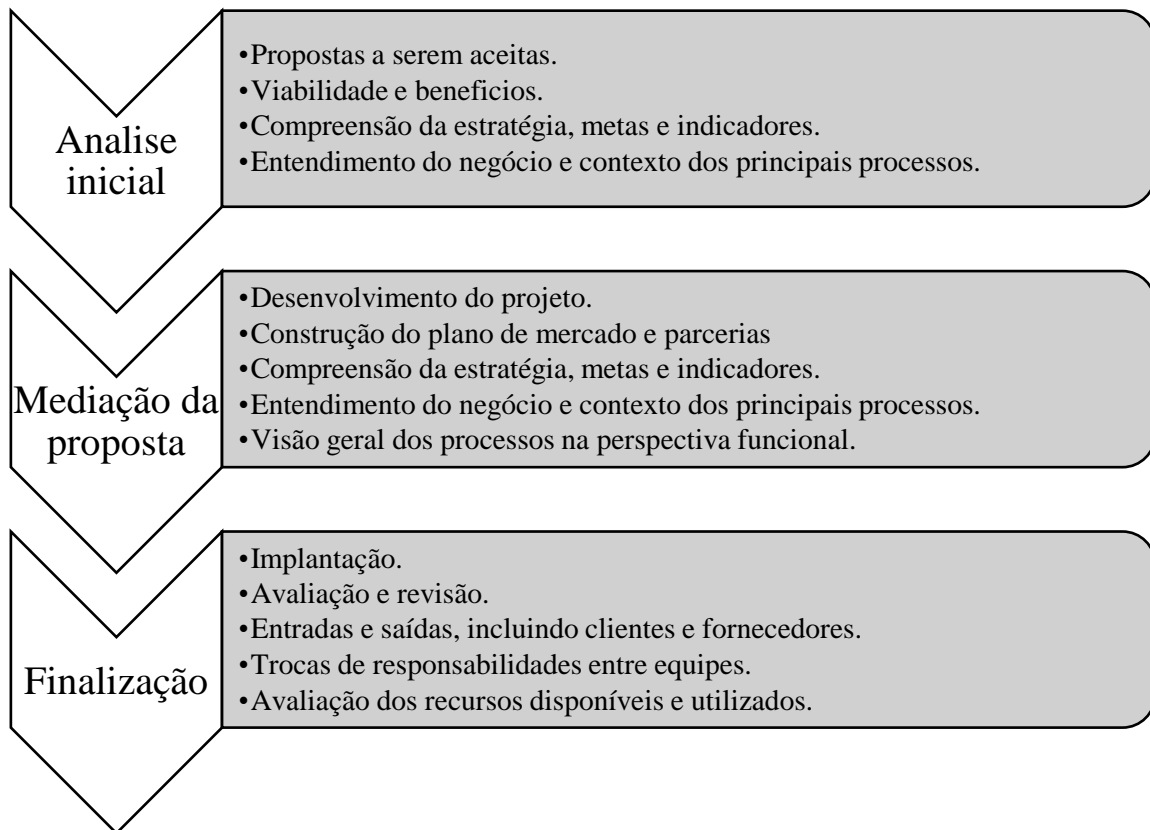 Analise
inicial
•Propostas a serem aceitas.
•Viabilidade e beneficios.
•Compreensão da estratégia, metas e indicadores.
•Entendimento do negócio e contexto dos principais processos.
Mediação da
proposta
•Desenvolvimento do projeto.
•Construção do plano de mercado e parcerias
•Compreensão da estratégia, metas e indicadores.
•Entendimento do negócio e contexto dos principais processos.
•Visão geral dos processos na perspectiva funcional.
Finalização
•Implantação.
•Avaliação e revisão.
•Entradas e saídas, incluindo clientes e fornecedores.
•Trocas de responsabilidades entre equipes.
•Avaliação dos recursos disponíveis e utilizados.